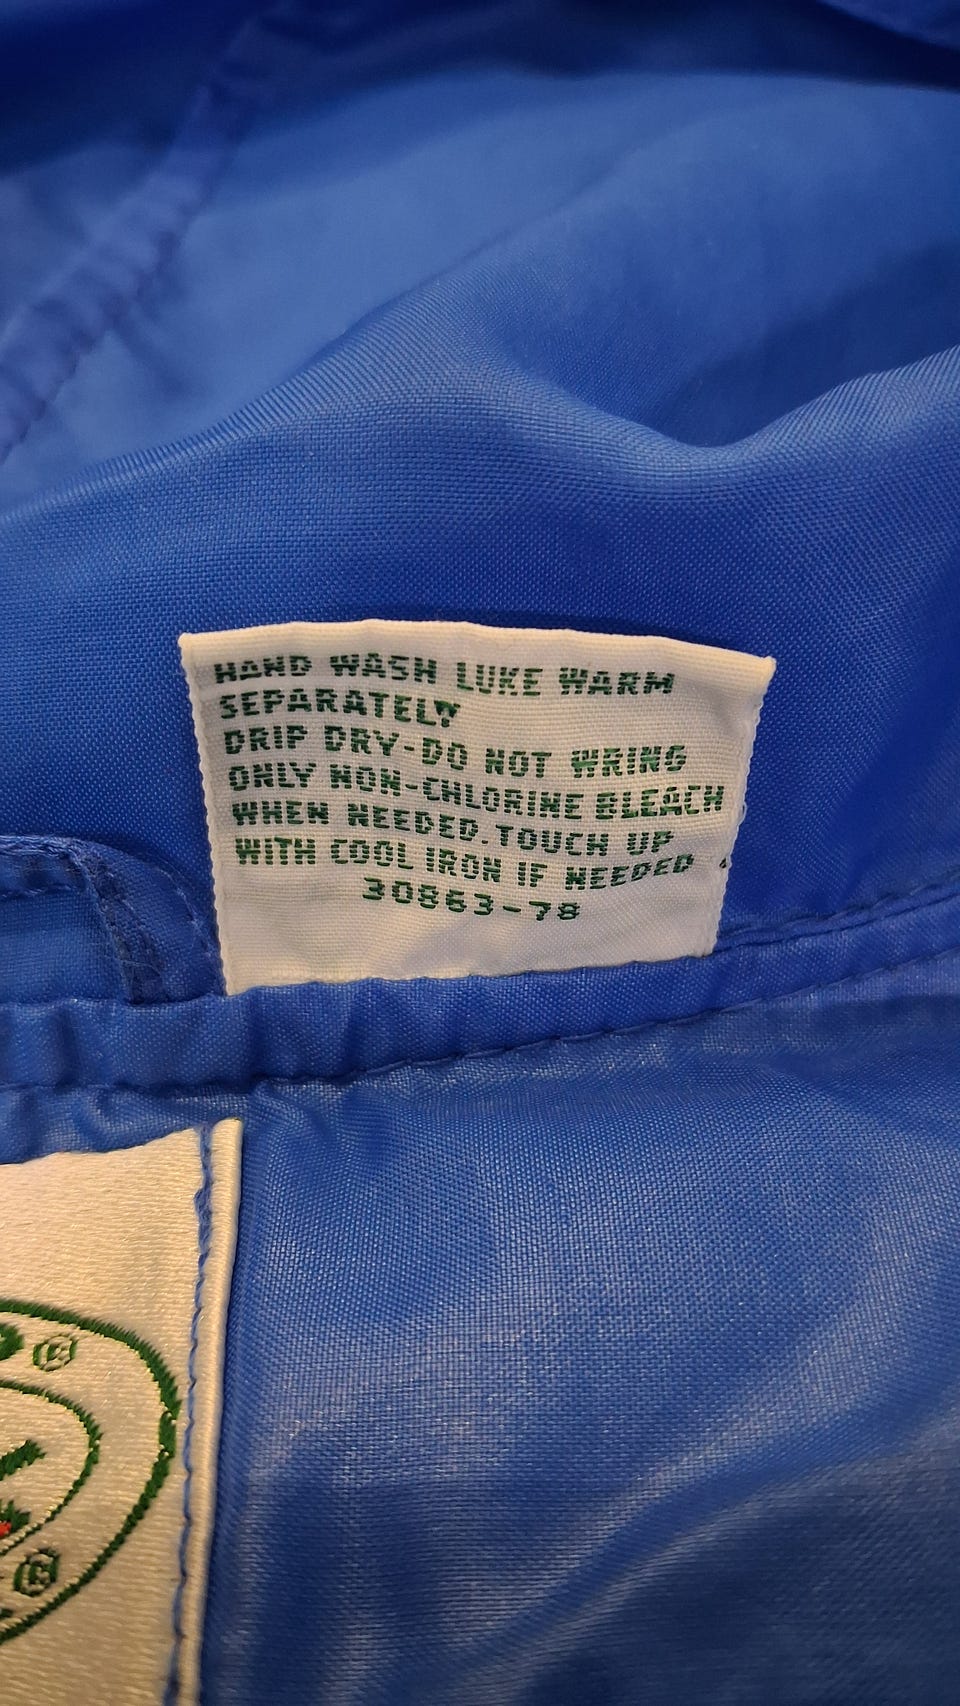 HAND WASH LUKE WARM
SEPARATELY
DRIP DRY-DO NOT WRING
ONLY NON-CHLORINE BLEACH
WHEN NEEDED.TOUCH UP
WITH COOL IRON IF NEEDED
30863-78
®
®